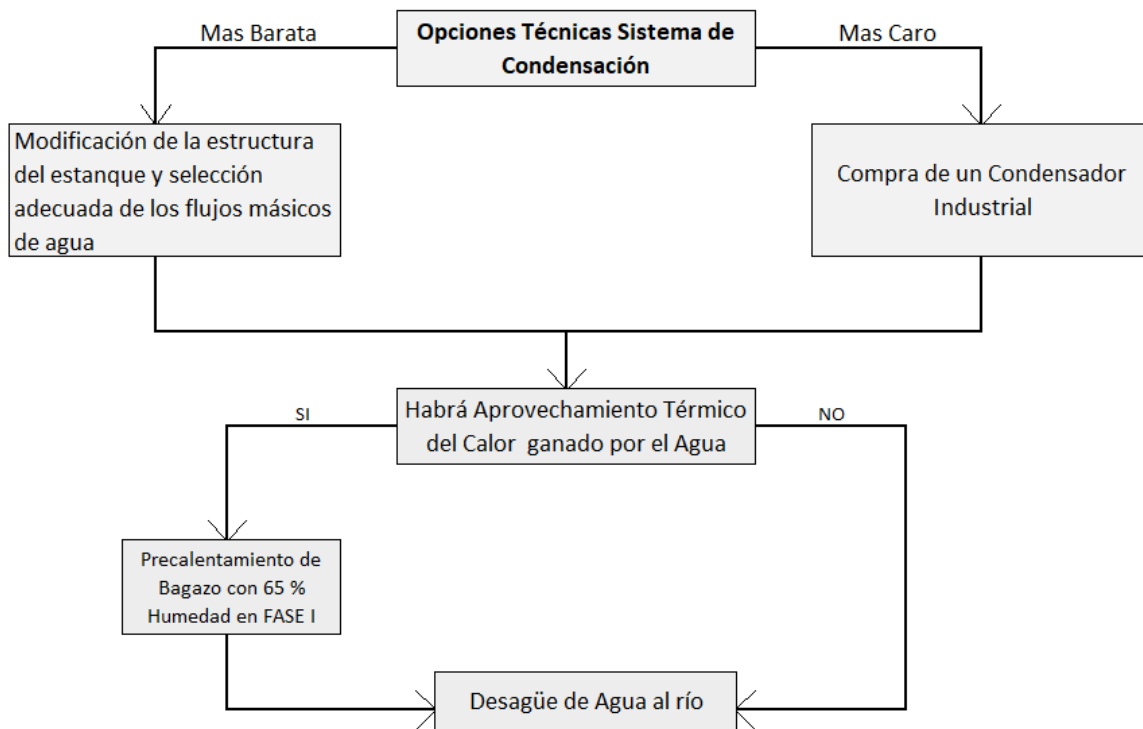 Mas Barata
Opciones Técnicas Sistema de
Condensación
Mas Caro
Modificación de la estructura
del estanque y selección
adecuada de los flujos másicos
de agua
Compra de un Condensador
Industrial
Habrá Aprovechamiento Térmico
del Calor ganado por el Agua
SI
NO
Precalentamiento de
Bagazo con 65 %
Humedad en FASE I
Desagüe de Agua al río